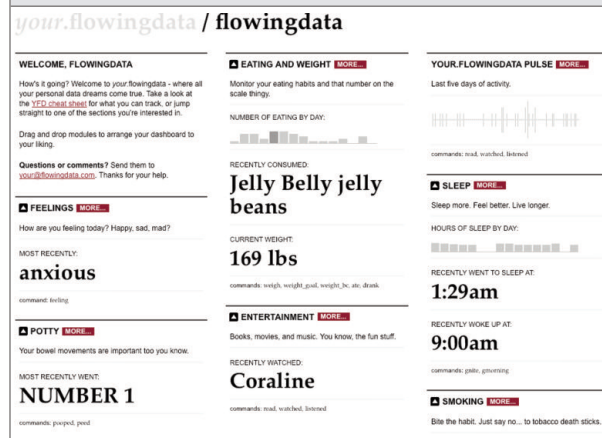 your.flowingdata / flowingdata
WELCOME, FLOWINGDATA
How's it going? Welcome to your.flowingdata - where all
your personal data dreams come true. Take a look at
the YFD cheat sheet for what you can track, or jump
straight to one of the sections you're interested in.
Drag and drop modules to arrange your dashboard to
your liking.
Questions or comments? Send them to
your@flowingdata.com. Thanks for your help.
FEELINGS MORE...
How are you feeling today? Happy, sad, mad?
MOST RECENTLY:
anxious
command: feeling
POTTY MORE...
Your bowel movements are important too you know.
MOST RECENTLY WENT:
NUMBER 1
commands: pooped, peed
EATING AND WEIGHT MORE...
Monitor your eating habits and that number on the
scale thingy.
NUMBER OF EATING BY DAY:
RECENTLY CONSUMED:
Jelly Belly jelly
beans
CURRENT WEIGHT:
169 lbs
commands: weigh, weight_goal, weight_by, ate, drank
ENTERTAINMENT MORE...
Books, movies, and music. You know, the fun stuff.
RECENTLY WATCHED:
Coraline
commands: read, watched, listened
YOUR.FLOWINGDATA PULSE MORE...
Last five days of activity.
commands: read, watched, listened
SLEEP MORE...
Sleep more. Feel better. Live longer.
HOURS OF SLEEP BY DAY:
RECENTLY WENT TO SLEEP AT:
1:29am
RECENTLY WOKE UP AT:
9:00am
commands: gnite, gmorning
SMOKING MORE...
Bite the habit. Just say no... to tobacco death sticks.